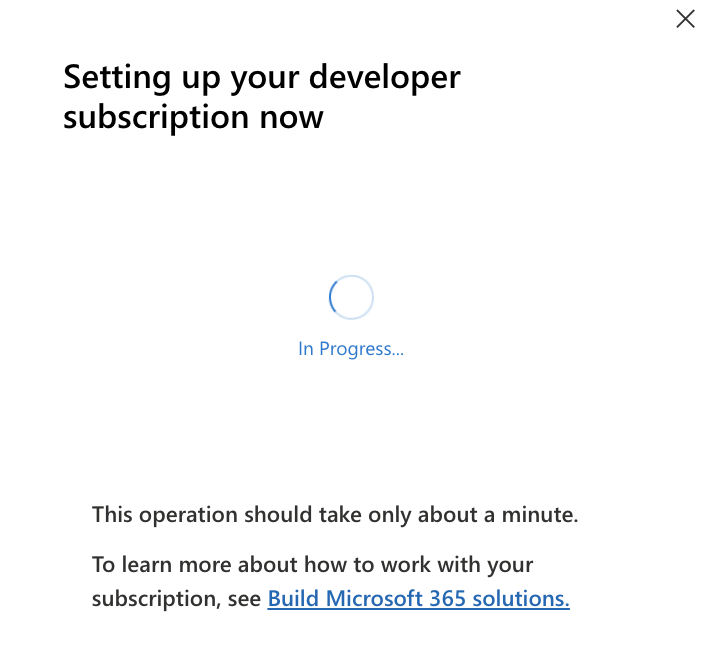 Setting up your developer
subscription now
In Progress...
This operation should take only about a minute.
To learn more about how to work with your
subscription, see Build Microsoft 365 solutions.